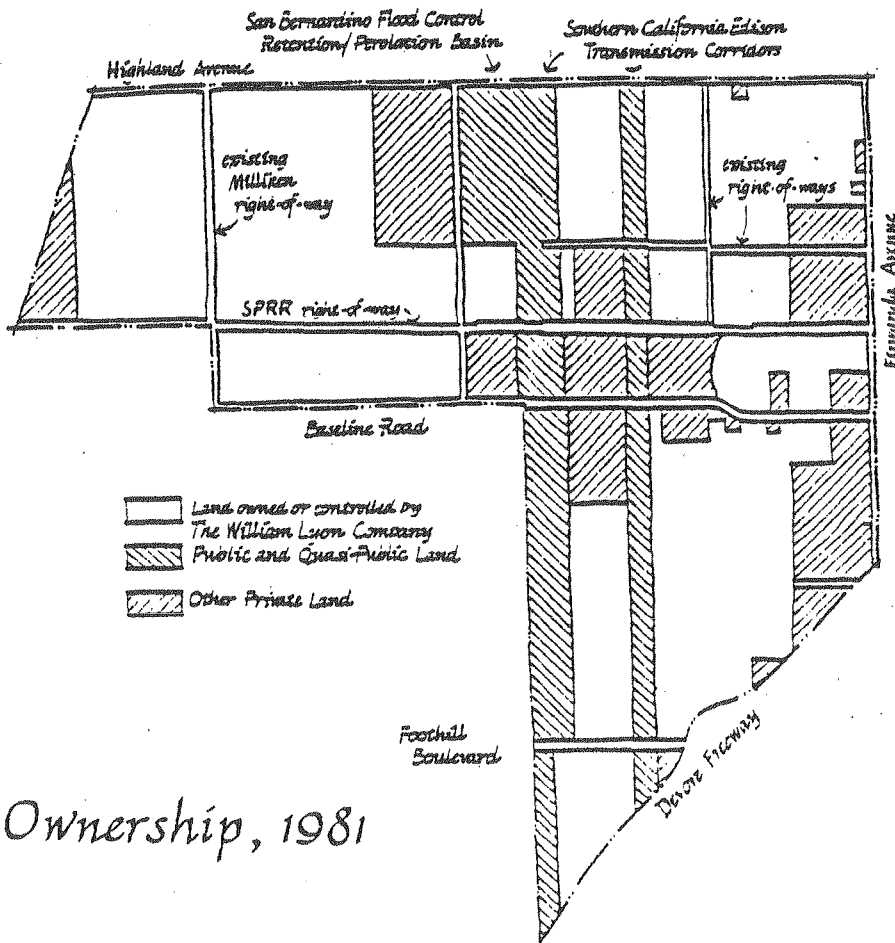 San Bernardino Flood Control
Retention/Percolation Basin
Southern California Edison
Transmission Corridors
Highland Avenue
existing
Milliken
right-of-way
existing
right-of-ways
Avenue
SPRR right-of-way
Baseline Road
Land owned or controlled by
The William Lyon Company
Public and Quasi-Public Land
Other Private Land
Foothill
Boulevard
Devore Freeway
Ownership, 1981